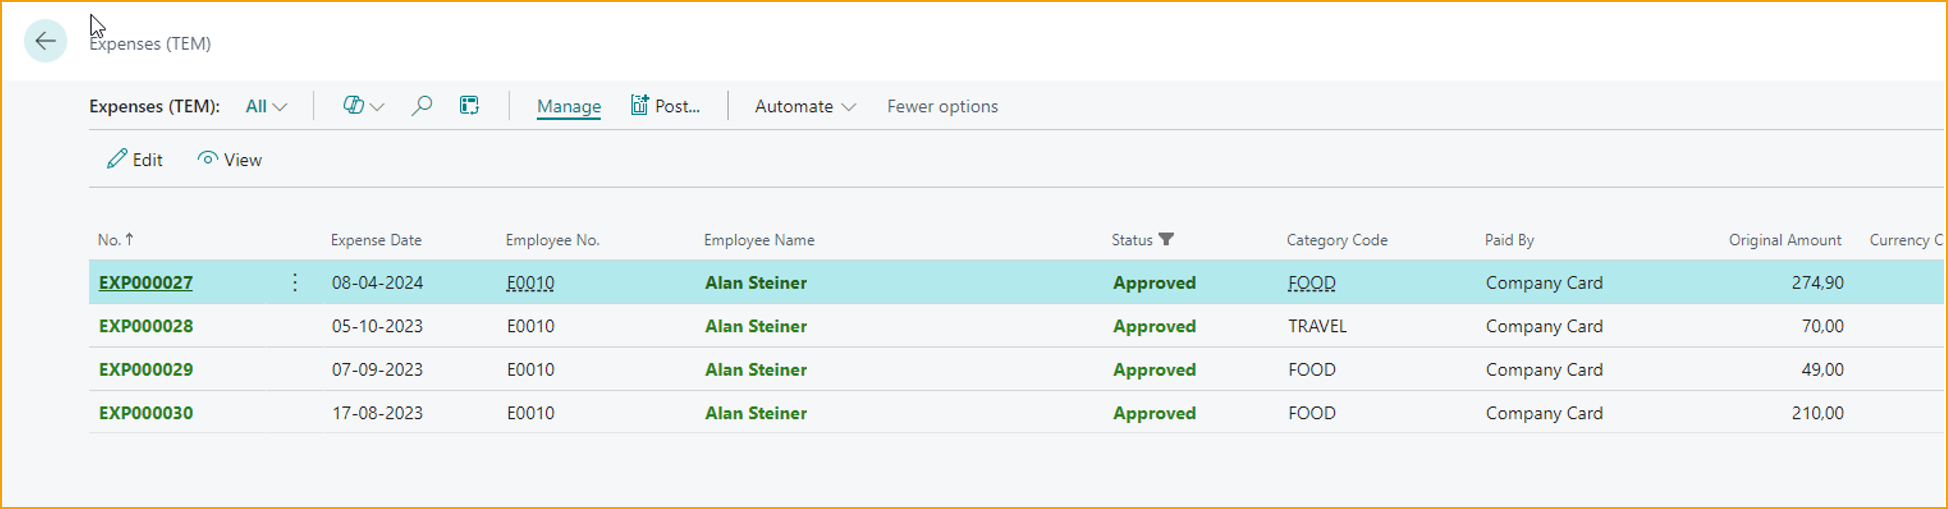 Expenses (TEM)
Expenses (TEM): All Manage Post... Automate Fewer options
Edit View
No. ↑ Expense Date Employee No. Employee Name Status Category Code Paid By Original Amount Currency C
EXP000027 08-04-2024 E0010 Alan Steiner Approved FOOD Company Card 274,90
EXP000028 05-10-2023 E0010 Alan Steiner Approved TRAVEL Company Card 70,00
EXP000029 07-09-2023 E0010 Alan Steiner Approved FOOD Company Card 49,00
EXP000030 17-08-2023 E0010 Alan Steiner Approved FOOD Company Card 210,00